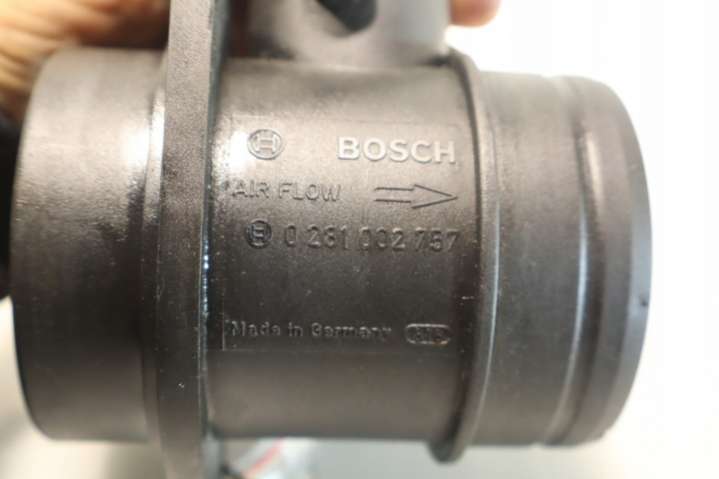 BOSCH
AIR FLOW
0 281 002 757
Made in Germany